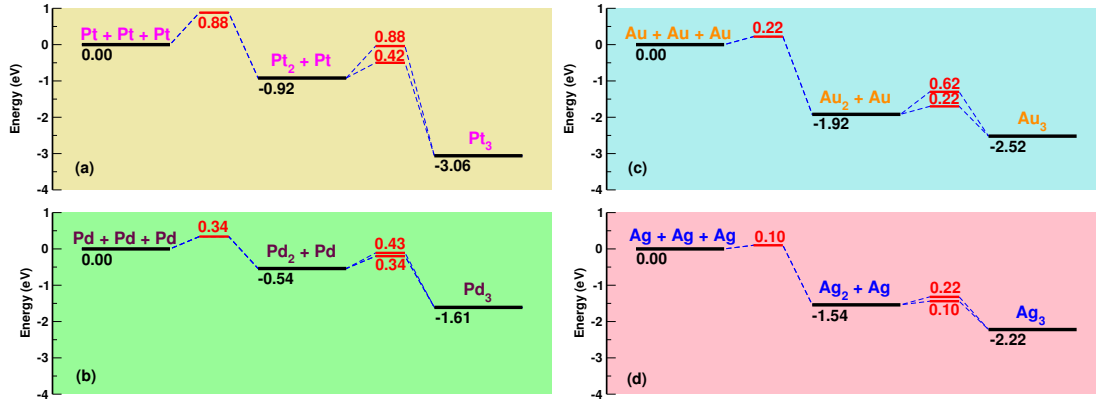 Energy (eV)
1
0
-1
-2
-3
-4
Pt + Pt + Pt
0.00
0.88
Pt₂ + Pt
-0.92
0.88
0.42
Pt₃
-3.06
(a)
Energy (eV)
1
0
-1
-2
-3
-4
Au + Au + Au
0.00
0.22
Au₂ + Au
-1.92
0.62
0.22
Au₃
-2.52
(c)
Energy (eV)
1
0
-1
-2
-3
-4
Pd + Pd + Pd
0.00
0.34
Pd₂ + Pd
-0.54
0.43
0.34
Pd₃
-1.61
(b)
Energy (eV)
1
0
-1
-2
-3
-4
Ag + Ag + Ag
0.00
0.10
Ag₂ + Ag
-1.54
0.22
0.10
Ag₃
-2.22
(d)